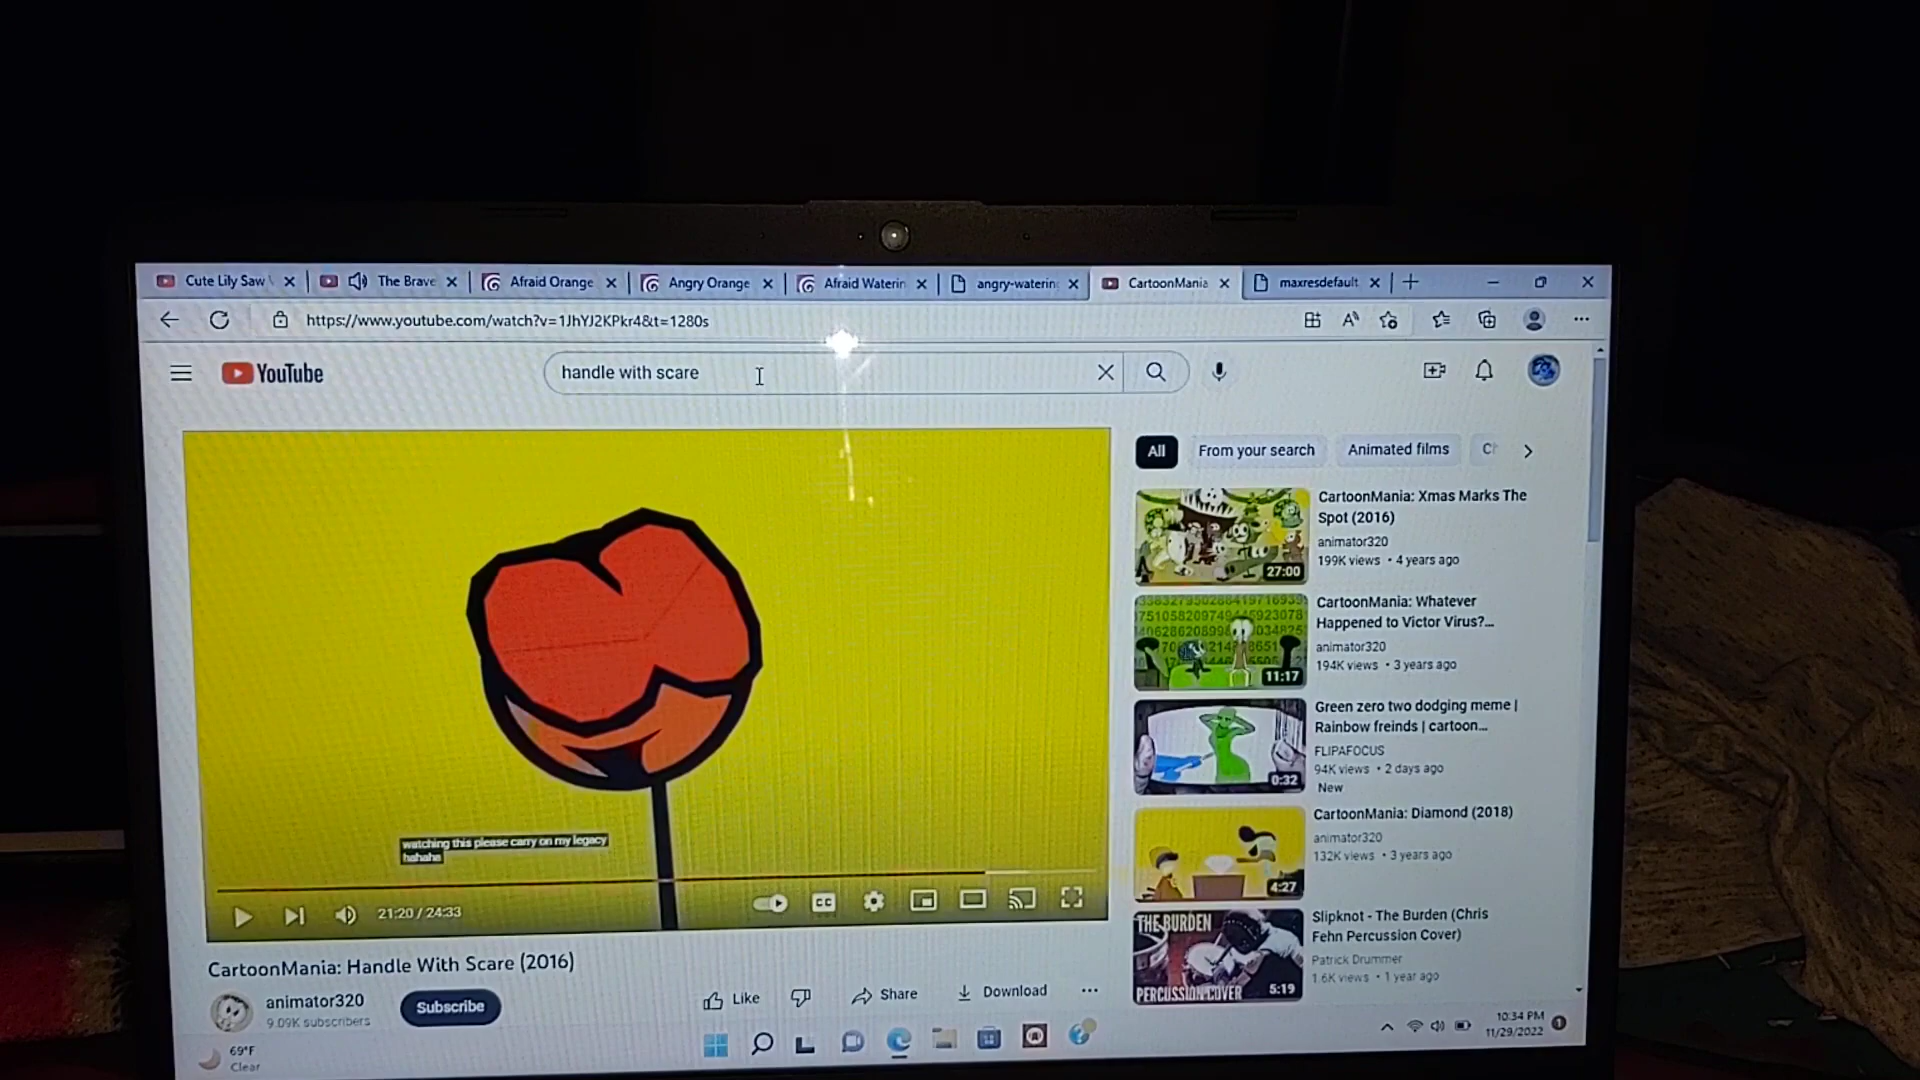 Cute Lily Saw
The Brave
Afraid Orange
Angry Orange
Afraid Waterin
angry-waterin
CartoonMania
maxresdefault
https://www.youtube.com/watch?v=1JhYJ2KPkr4&t=1280s
YouTube
handle with scare
All
From your search
Animated films
CartoonMania: Xmas Marks The
Spot (2016)
animator320
199K views • 4 years ago
27:00
CartoonMania: Whatever
Happened to Victor Virus?...
animator320
194K views • 3 years ago
11:17
Green zero two dodging meme |
Rainbow freinds | cartoon...
FLIPAFOCUS
94K views • 2 days ago
New
0:32
CartoonMania: Diamond (2018)
animator320
132K views • 3 years ago
4:27
Slipknot - The Burden (Chris
Fehn Percussion Cover)
Patrick Drummer
1.6K views • 1 year ago
THE BURDEN
PERCUSSION COVER
5:19
watching this please carry on my legacy
hahaha
21:20 / 24:33
CC
CartoonMania: Handle With Scare (2016)
animator320
9.09K subscribers
Subscribe
Like
Share
Download
69°F
Clear
10:34 PM
11/29/2022
1